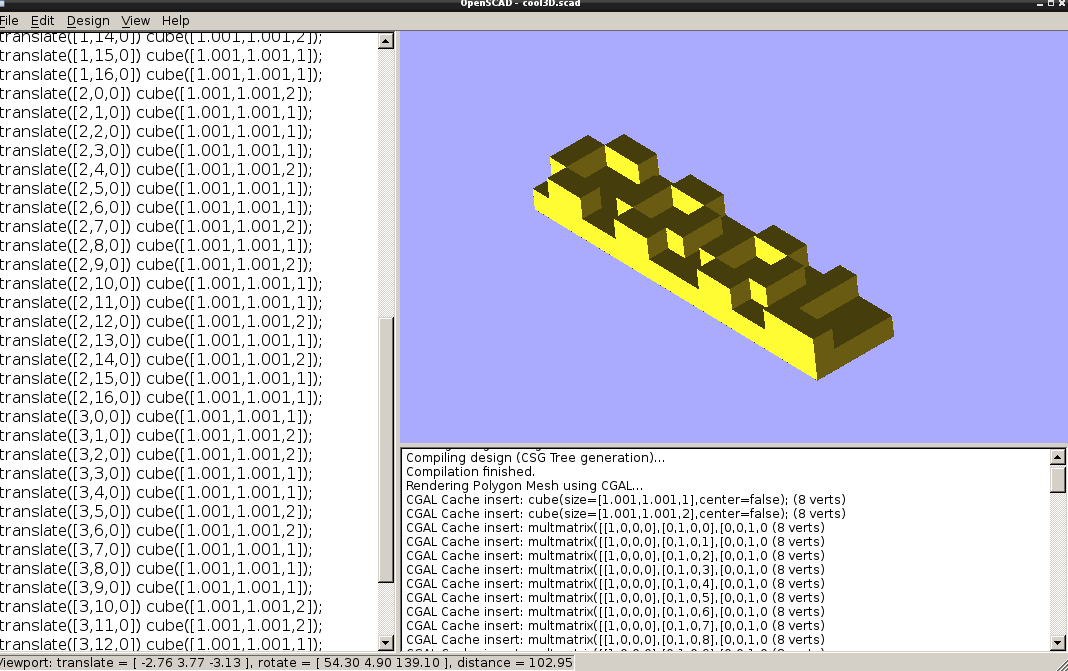 OpenSCAD - cool3D.scad
File Edit Design View Help
translate([1,14,0]) cube([1.001,1.001,2]);
translate([1,15,0]) cube([1.001,1.001,1]);
translate([1,16,0]) cube([1.001,1.001,1]);
translate([2,0,0]) cube([1.001,1.001,2]);
translate([2,1,0]) cube([1.001,1.001,1]);
translate([2,2,0]) cube([1.001,1.001,1]);
translate([2,3,0]) cube([1.001,1.001,1]);
translate([2,4,0]) cube([1.001,1.001,2]);
translate([2,5,0]) cube([1.001,1.001,1]);
translate([2,6,0]) cube([1.001,1.001,1]);
translate([2,7,0]) cube([1.001,1.001,2]);
translate([2,8,0]) cube([1.001,1.001,1]);
translate([2,9,0]) cube([1.001,1.001,2]);
translate([2,10,0]) cube([1.001,1.001,1]);
translate([2,11,0]) cube([1.001,1.001,1]);
translate([2,12,0]) cube([1.001,1.001,2]);
translate([2,13,0]) cube([1.001,1.001,1]);
translate([2,14,0]) cube([1.001,1.001,2]);
translate([2,15,0]) cube([1.001,1.001,1]);
translate([2,16,0]) cube([1.001,1.001,1]);
translate([3,0,0]) cube([1.001,1.001,1]);
translate([3,1,0]) cube([1.001,1.001,2]);
translate([3,2,0]) cube([1.001,1.001,2]);
translate([3,3,0]) cube([1.001,1.001,1]);
translate([3,4,0]) cube([1.001,1.001,1]);
translate([3,5,0]) cube([1.001,1.001,2]);
translate([3,6,0]) cube([1.001,1.001,2]);
translate([3,7,0]) cube([1.001,1.001,1]);
translate([3,8,0]) cube([1.001,1.001,1]);
translate([3,9,0]) cube([1.001,1.001,1]);
translate([3,10,0]) cube([1.001,1.001,2]);
translate([3,11,0]) cube([1.001,1.001,2]);
translate([3,12,0]) cube([1.001,1.001,1]);
Compiling design (CSG Tree generation)...
Compilation finished.
Rendering Polygon Mesh using CGAL...
CGAL Cache insert: cube(size=[1.001,1.001,1],center=false); (8 verts)
CGAL Cache insert: cube(size=[1.001,1.001,2],center=false); (8 verts)
CGAL Cache insert: multmatrix([[1,0,0,0],[0,1,0,0],[0,0,1,0 (8 verts)
CGAL Cache insert: multmatrix([[1,0,0,0],[0,1,0,1],[0,0,1,0 (8 verts)
CGAL Cache insert: multmatrix([[1,0,0,0],[0,1,0,2],[0,0,1,0 (8 verts)
CGAL Cache insert: multmatrix([[1,0,0,0],[0,1,0,3],[0,0,1,0 (8 verts)
CGAL Cache insert: multmatrix([[1,0,0,0],[0,1,0,4],[0,0,1,0 (8 verts)
CGAL Cache insert: multmatrix([[1,0,0,0],[0,1,0,5],[0,0,1,0 (8 verts)
CGAL Cache insert: multmatrix([[1,0,0,0],[0,1,0,6],[0,0,1,0 (8 verts)
CGAL Cache insert: multmatrix([[1,0,0,0],[0,1,0,7],[0,0,1,0 (8 verts)
CGAL Cache insert: multmatrix([[1,0,0,0],[0,1,0,8],[0,0,1,0 (8 verts)
Viewport: translate = [ -2.76 3.77 -3.13 ], rotate = [ 54.30 4.90 139.10 ], distance = 102.95